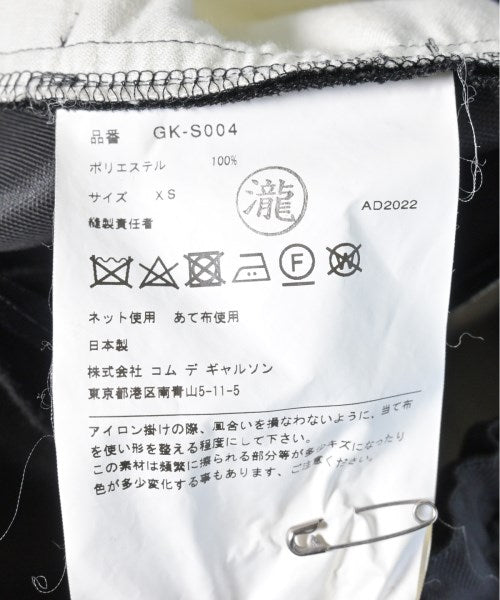 品番 GK-S004
ポリエステル 100%
サイズ XS
縫製責任者 瀧 AD2022
F W
ネット使用 あて布使用
日本製
株式会社 コム デ ギャルソン
東京都港区南青山5-11-5
アイロン掛けの際、風合いを損なわないように、当て布
を使い形を整える程度にして下さい。
この素材は頻繁に擦られる部分等が多少キズになったり
色が多少変化する事もあります、ご注意ください。